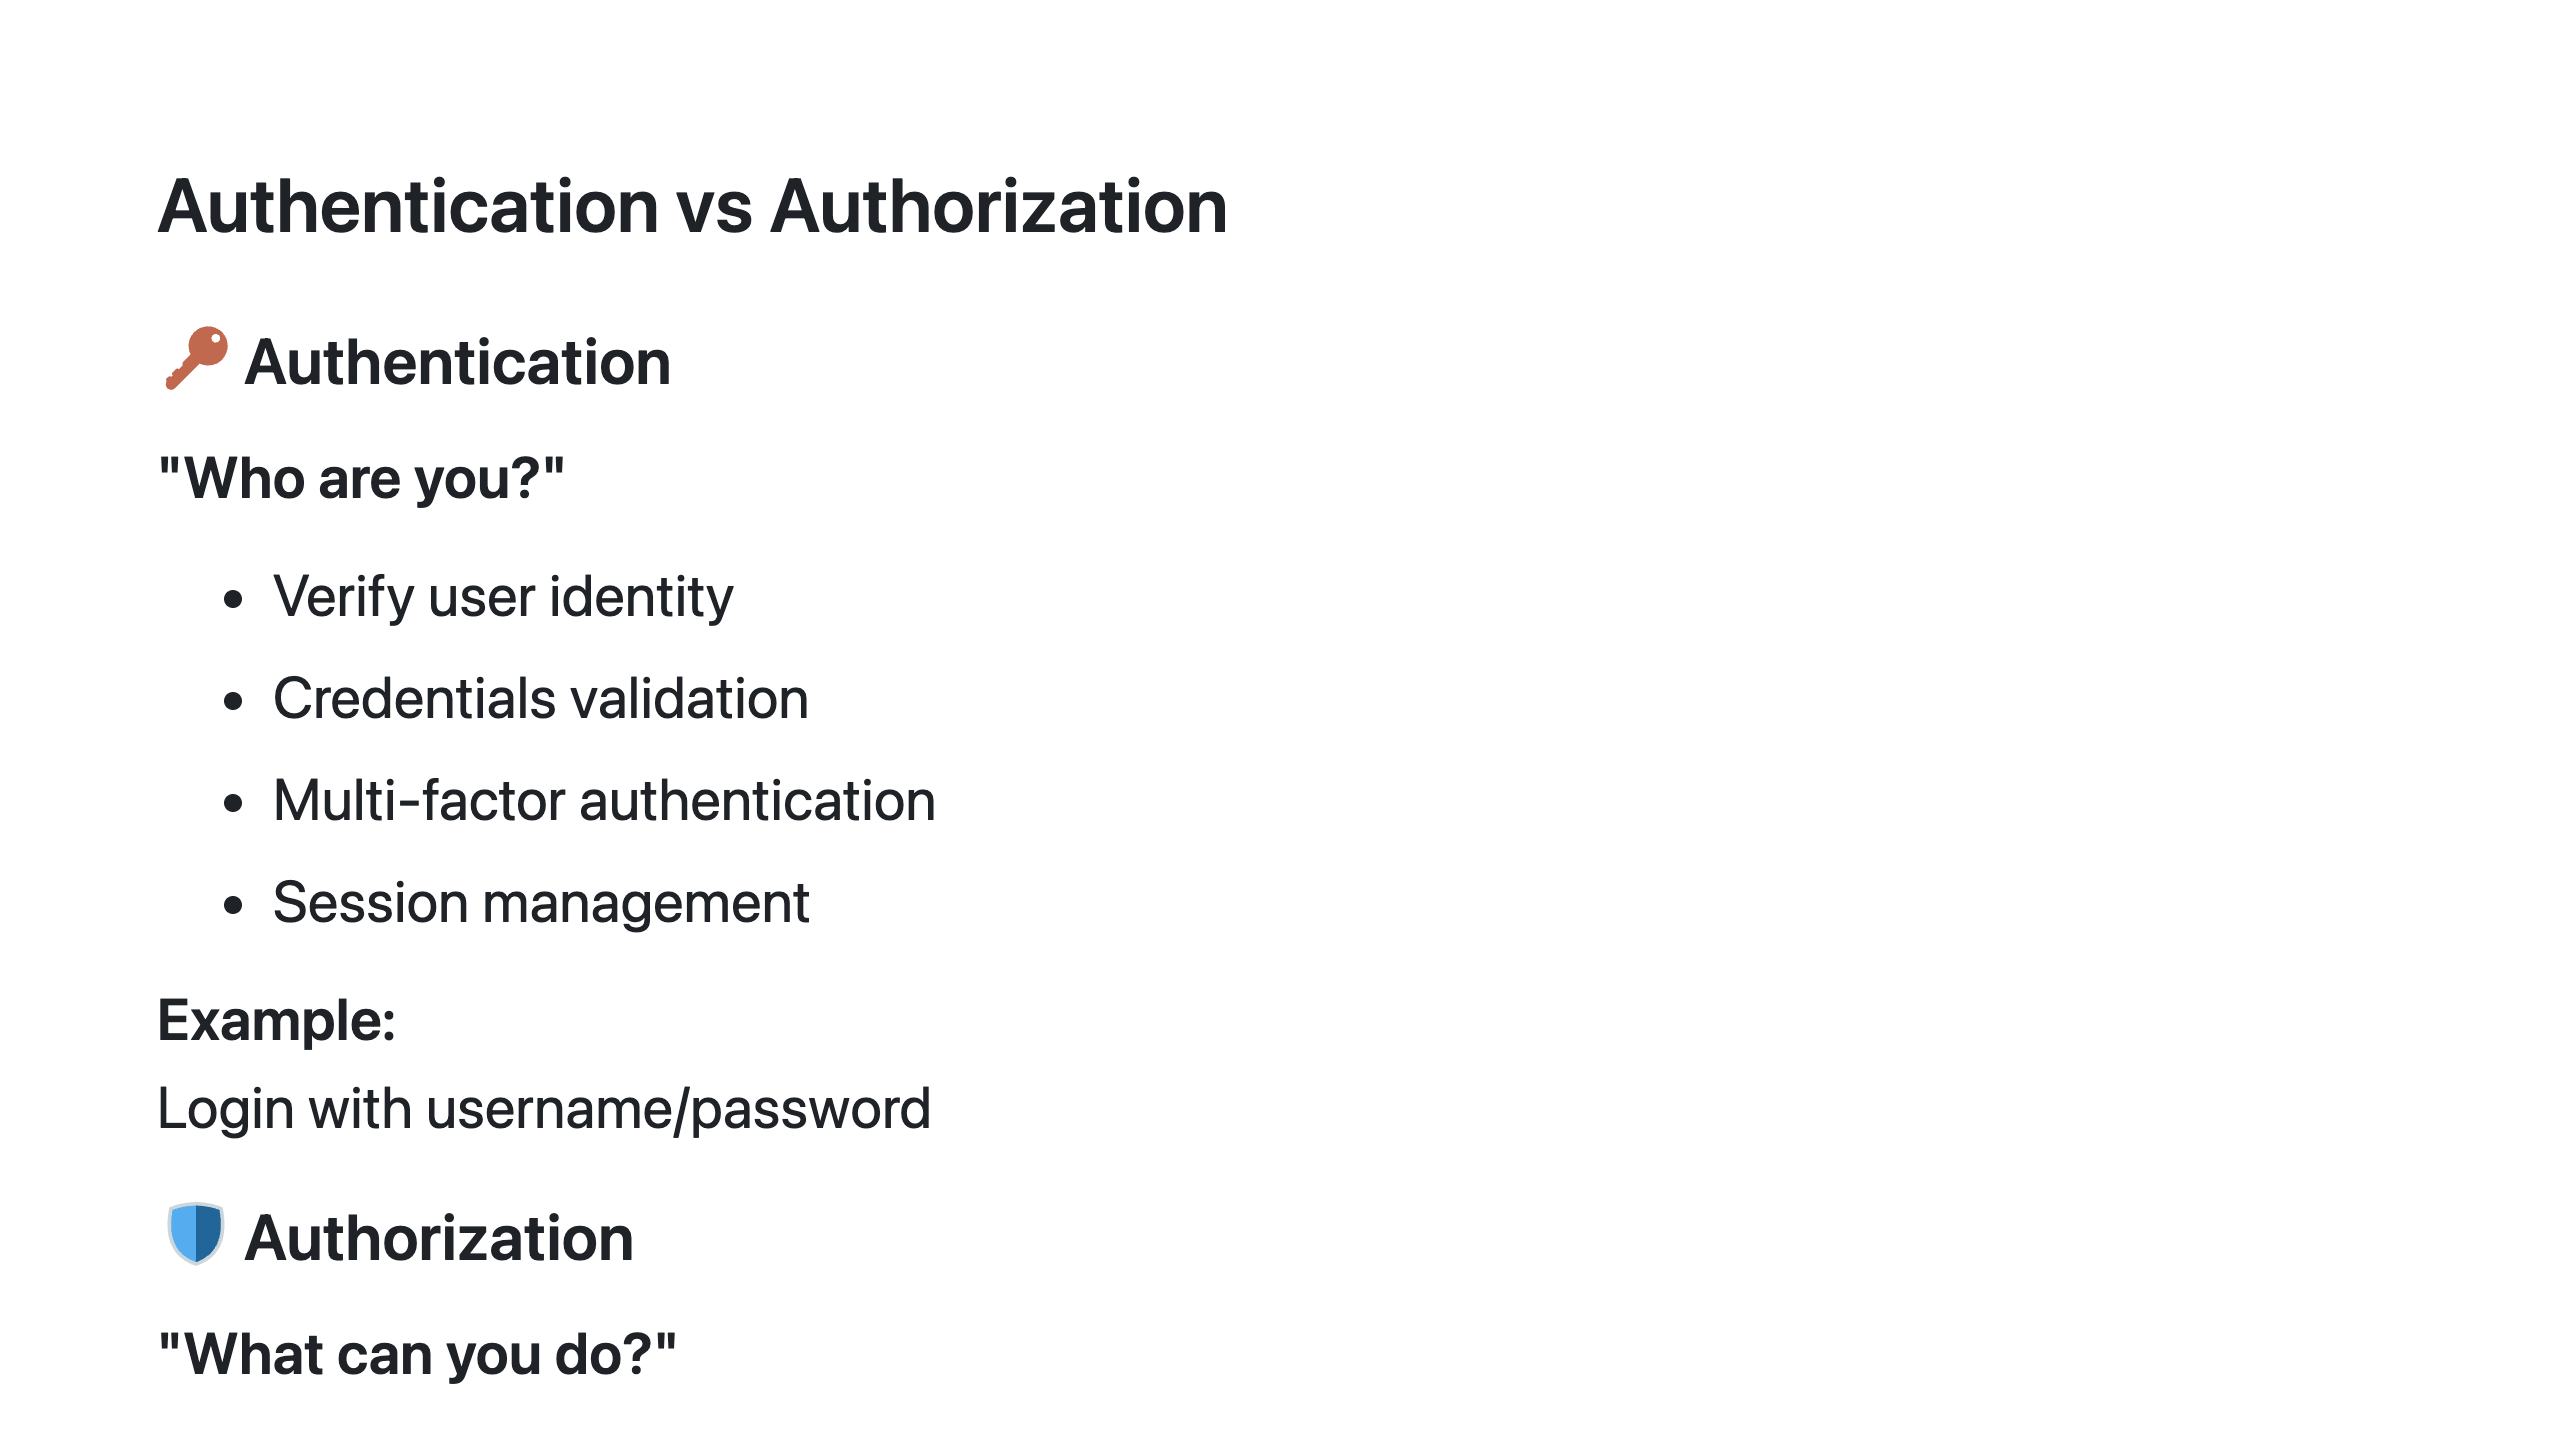 Authentication vs Authorization
Authentication
"Who are you?"
• Verify user identity
• Credentials validation
• Multi-factor authentication
• Session management
Example:
Login with username/password
Authorization
"What can you do?"